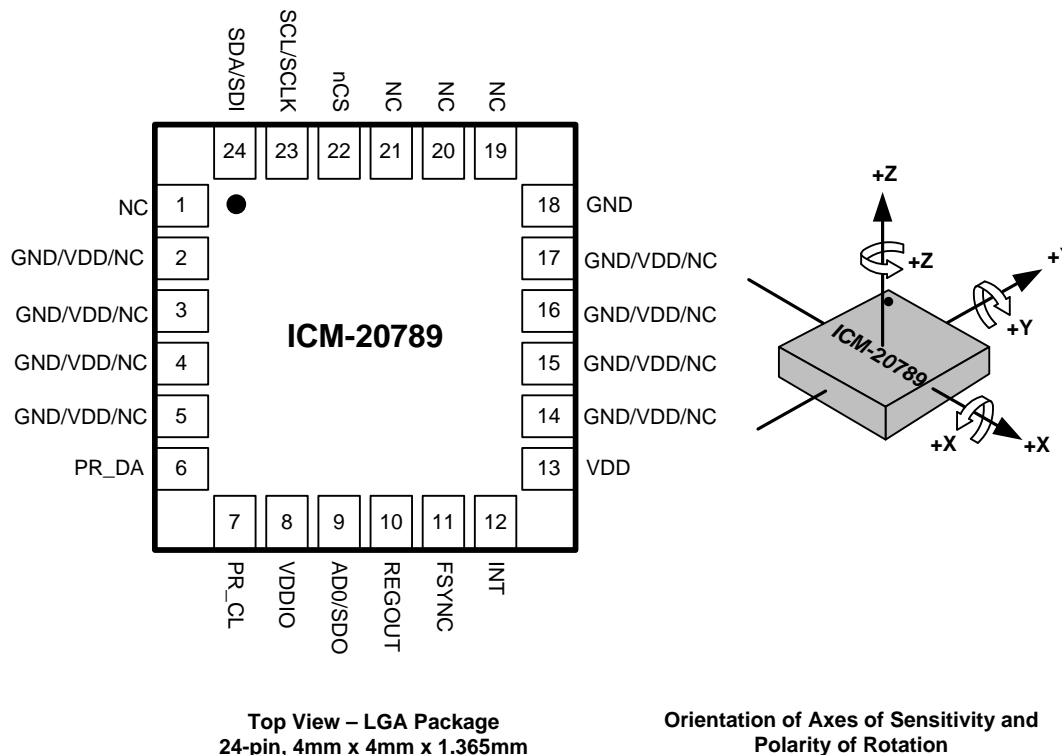 SDA/SDI
SCL/SCLK
nCS
NC
NC
NC
24
23
22
21
20
19
NC
1
GND/VDD/NC
2
GND/VDD/NC
3
GND/VDD/NC
4
GND/VDD/NC
5
PR_DA
6
18
GND
17
GND/VDD/NC
16
GND/VDD/NC
15
GND/VDD/NC
14
GND/VDD/NC
13
VDD
ICM-20789
7
8
9
10
11
12
PR_CL
VDDIO
AD0/SDO
REGOUT
FSYNC
INT
+Z
+Z
+Y
ICM-20789
+X
+X
Top View – LGA Package
24-pin, 4mm x 4mm x 1.365mm
Orientation of Axes of Sensitivity and
Polarity of Rotation